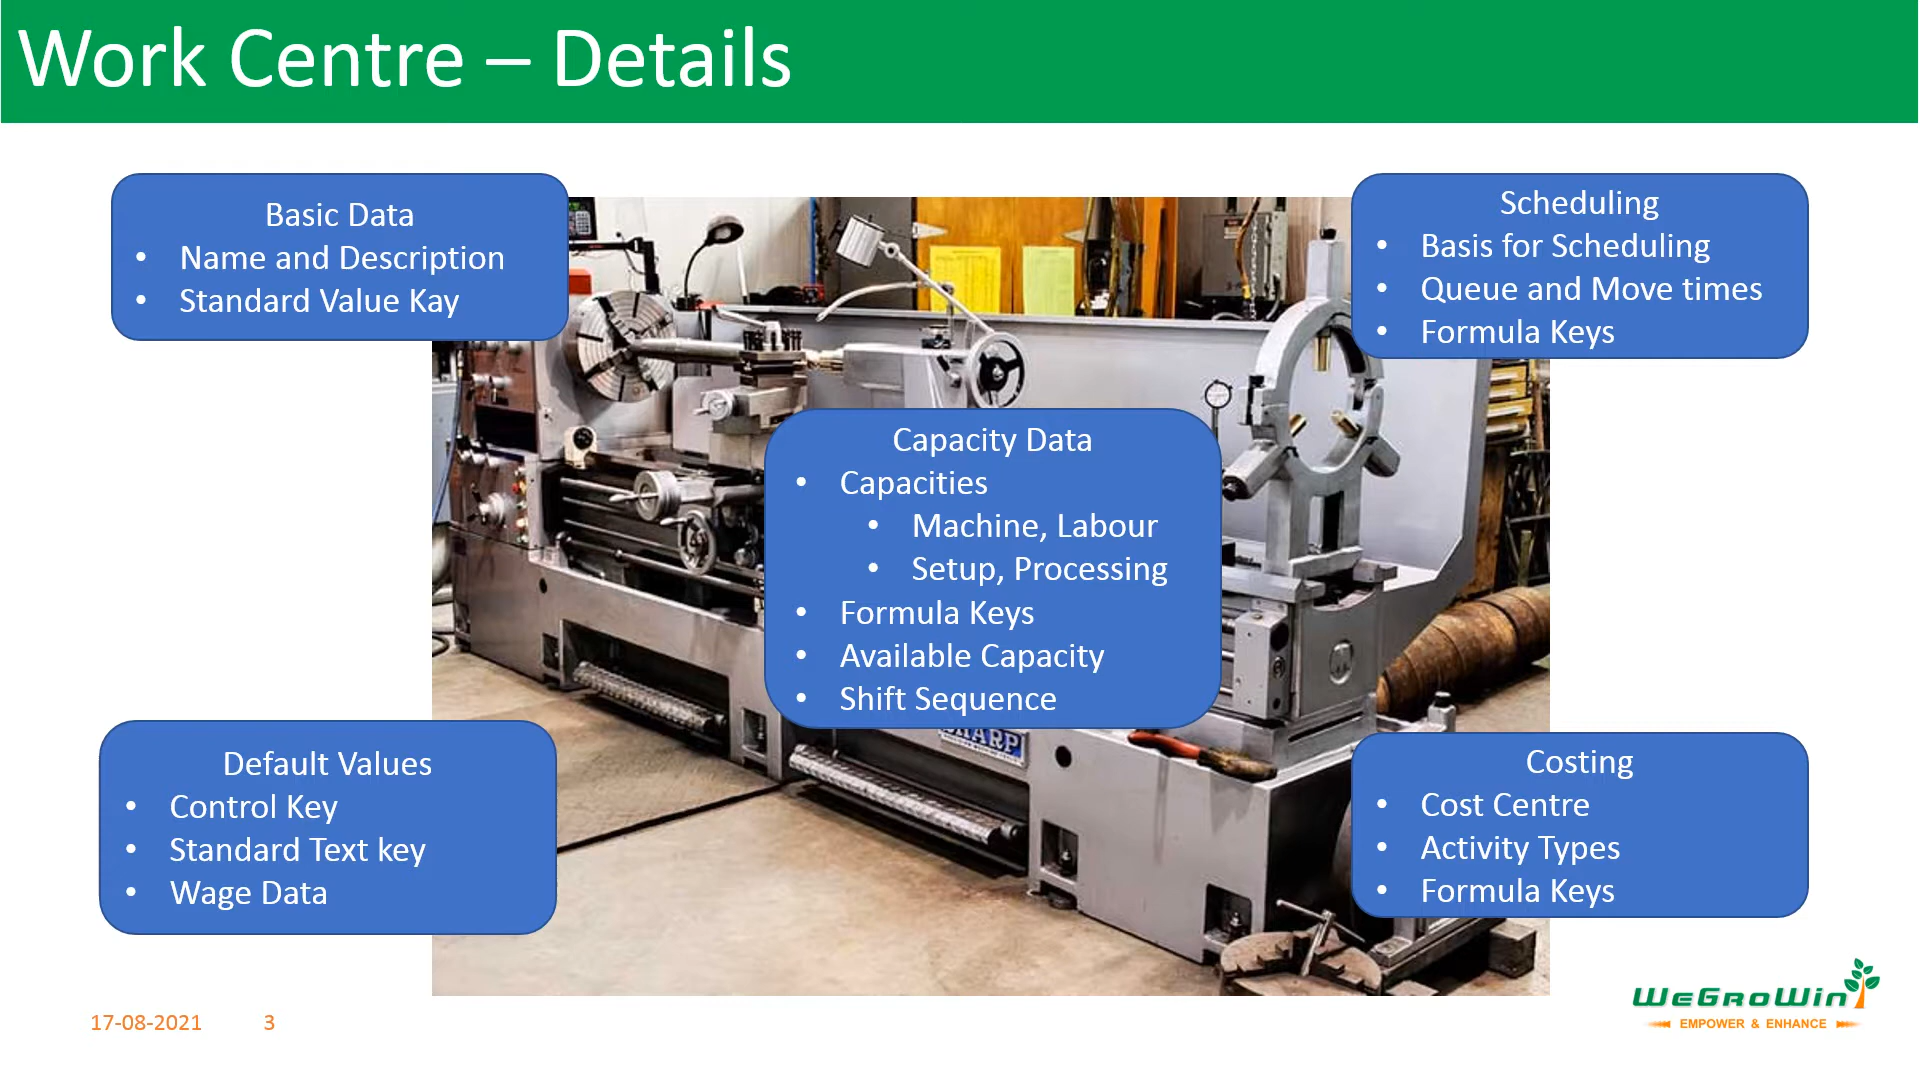 Work Centre – Details
Basic Data
• Name and Description
• Standard Value Kay
Scheduling
• Basis for Scheduling
• Queue and Move times
• Formula Keys
Capacity Data
• Capacities
• Machine, Labour
• Setup, Processing
• Formula Keys
• Available Capacity
• Shift Sequence
Default Values
• Control Key
• Standard Text key
• Wage Data
Costing
• Cost Centre
• Activity Types
• Formula Keys
WeGroWin
EMPOWER & ENHANCE
17-08-2021 3